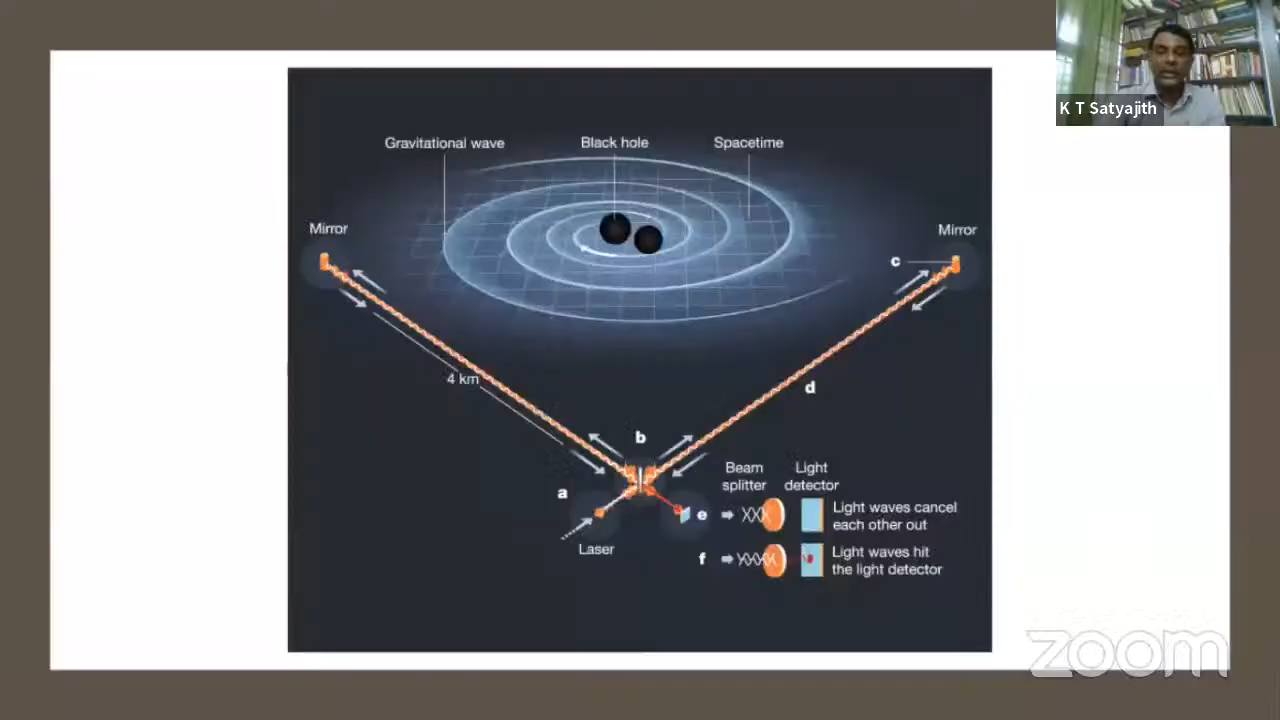 K T Satyajith
Gravitational wave
Black hole
Spacetime
Mirror
Mirror
c
4 km
d
b
a
Laser
Beam
splitter
Light
detector
e
Light waves cancel
each other out
f
Light waves hit
the light detector
zoom